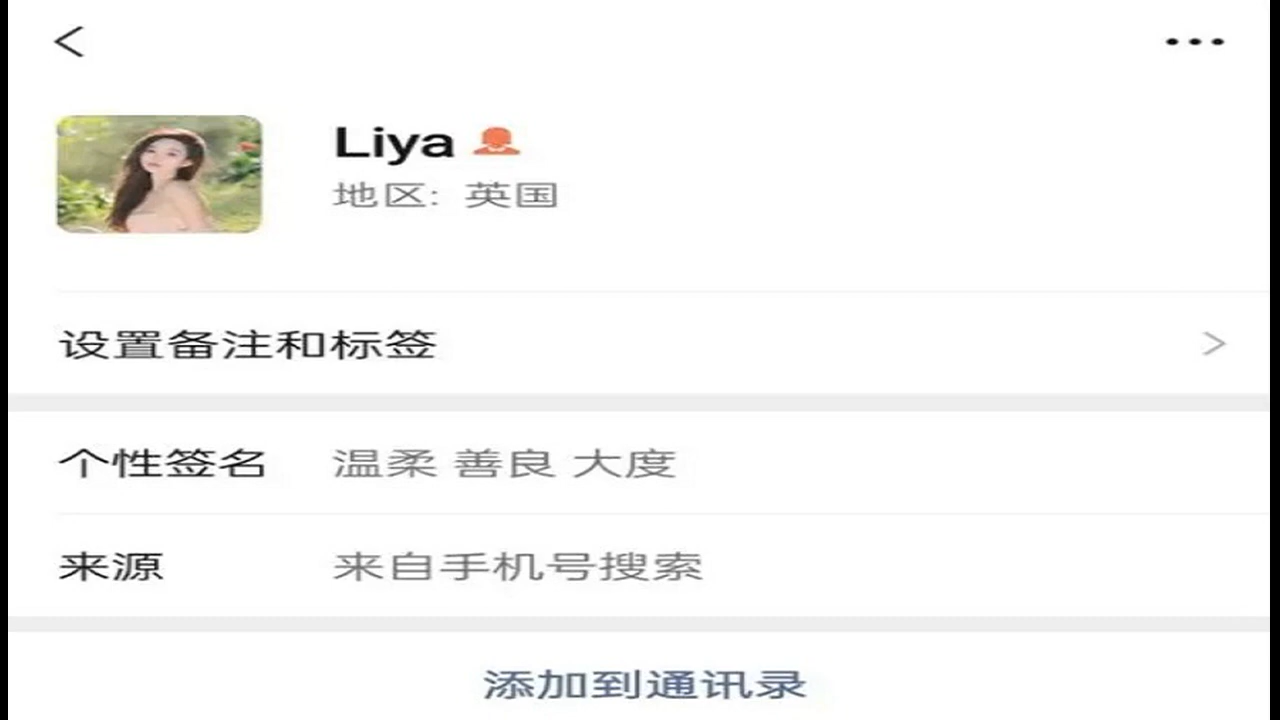 Liya
地区: 英国
设置备注和标签
个性签名 温柔 善良 大度
来源 来自手机号搜索
添加到通讯录